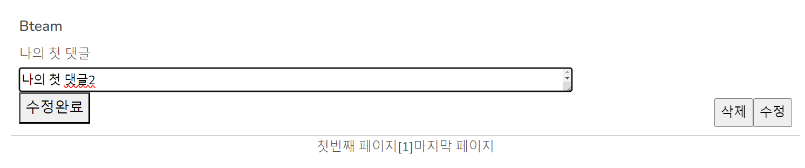 Bteam
나의 첫 댓글
나의 첫 댓글2
수정완료
삭제 수정
첫번째 페이지[1]마지막 페이지